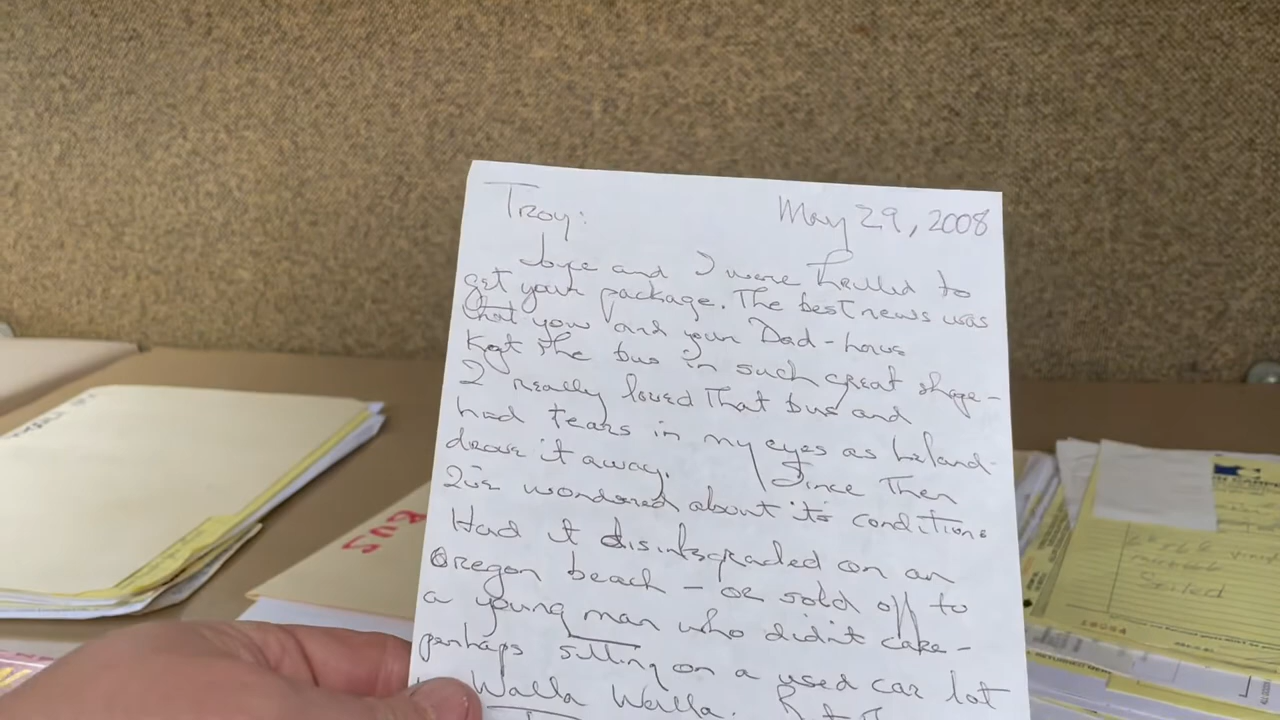 Troy: May 29, 2008
Joyce and I were thrilled to
get your package. The best news was
that you and your Dad - have
kept the bus in such great shape -
I really loved that bus and
had tears in my eyes as Leland
drove it away. Since then
I've wondered about its condition.
Had it disintegraded on an
Oregon beach - or sold off to
a young man who didn't care -
perhaps sitting on a used car lot
Walla Walla.
BUS